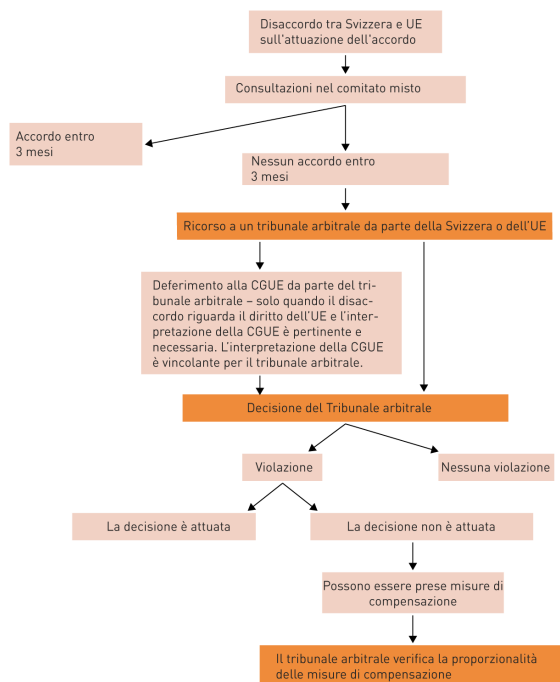 Disaccordo tra Svizzera e UE
sull'attuazione dell'accordo
Consultazioni nel comitato misto
Accordo entro
3 mesi
Nessun accordo entro
3 mesi
Ricorso a un tribunale arbitrale da parte della Svizzera o dell'UE
Deferimento alla CGUE da parte del tri-
bunale arbitrale – solo quando il disac-
cordo riguarda il diritto dell'UE e l'inter-
pretazione della CGUE è pertinente e
necessaria. L'interpretazione della CGUE
è vincolante per il tribunale arbitrale.
Decisione del Tribunale arbitrale
Violazione
Nessuna violazione
La decisione è attuata
La decisione non è attuata
Possono essere prese misure di
compensazione
Il tribunale arbitrale verifica la proporzionalità
delle misure di compensazione